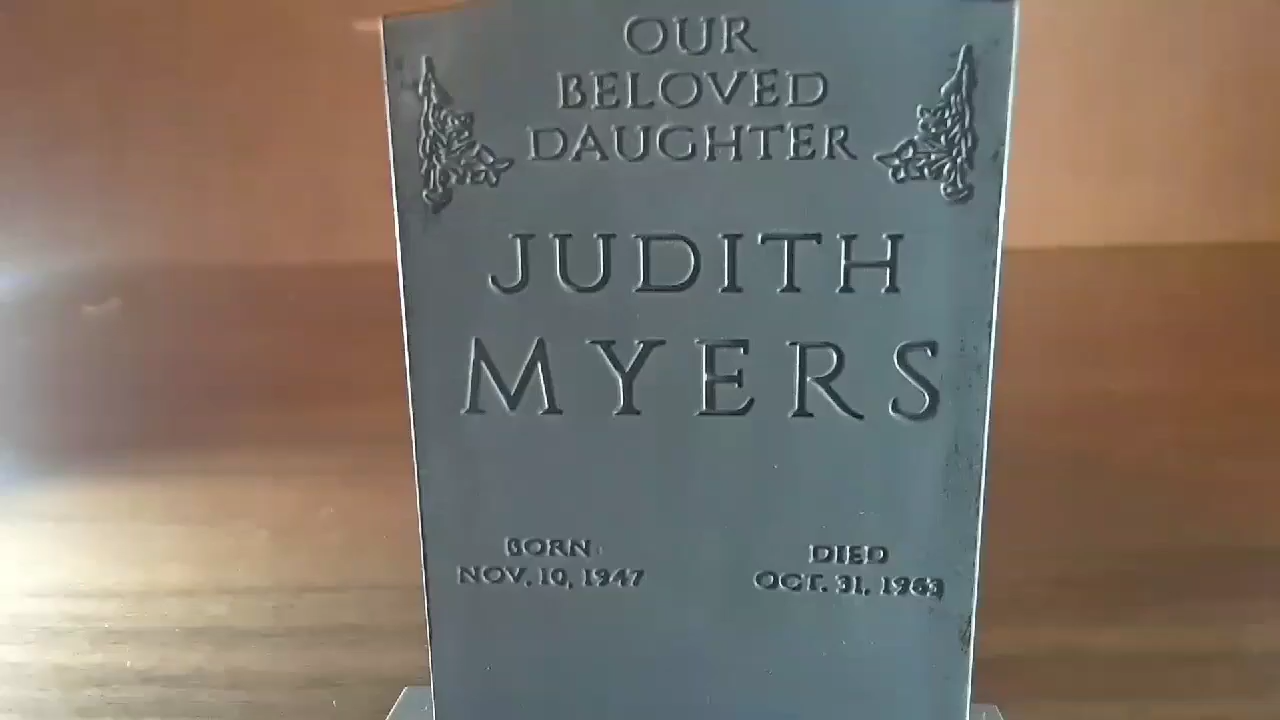 OUR
BELOVED
DAUGHTER
JUDITH
MYERS
BORN
NOV. 10, 1947
DIED
OCT. 31, 1963